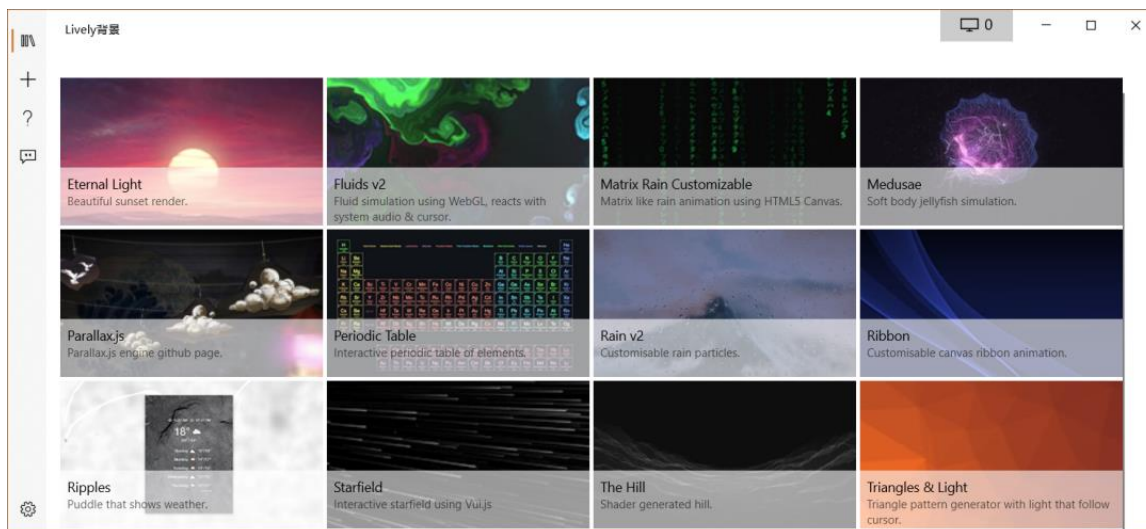 Lively背景
0
Eternal Light
Beautiful sunset render.
Fluids v2
Fluid simulation using WebGL, reacts with
system audio & cursor.
Matrix Rain Customizable
Matrix like rain animation using HTML5 Canvas.
Medusae
Soft body jellyfish simulation.
Parallax.js
Parallax.js engine github page.
Periodic Table
Interactive periodic table of elements.
Rain v2
Customisable rain particles.
Ribbon
Customisable canvas ribbon animation.
18°
Ripples
Puddle that shows weather.
Starfield
Interactive starfield using Vui.js
The Hill
Shader generated hill.
Triangles & Light
Triangle pattern generator with light that follow
cursor.